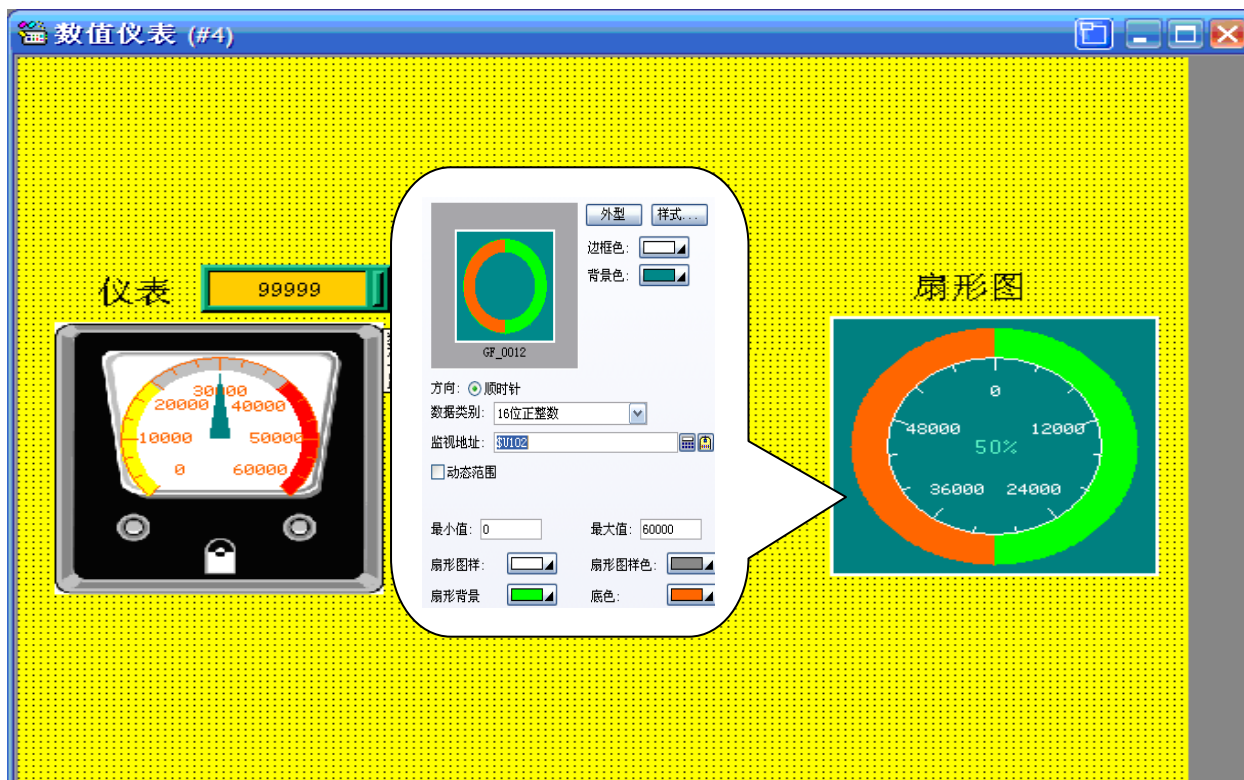 数值仪表 (#4)
仪表
99999
30000
20000
40000
10000
50000
0
60000
外型
样式...
边框色:
背景色:
GF_0012
方向: 顺时针
数据类别: 16位正整数
监视地址: $U102
动态范围
最小值: 0
最大值: 60000
扇形图样:
扇形图样色:
扇形背景
底色:
扇形图
0
48000
12000
50%
36000
24000